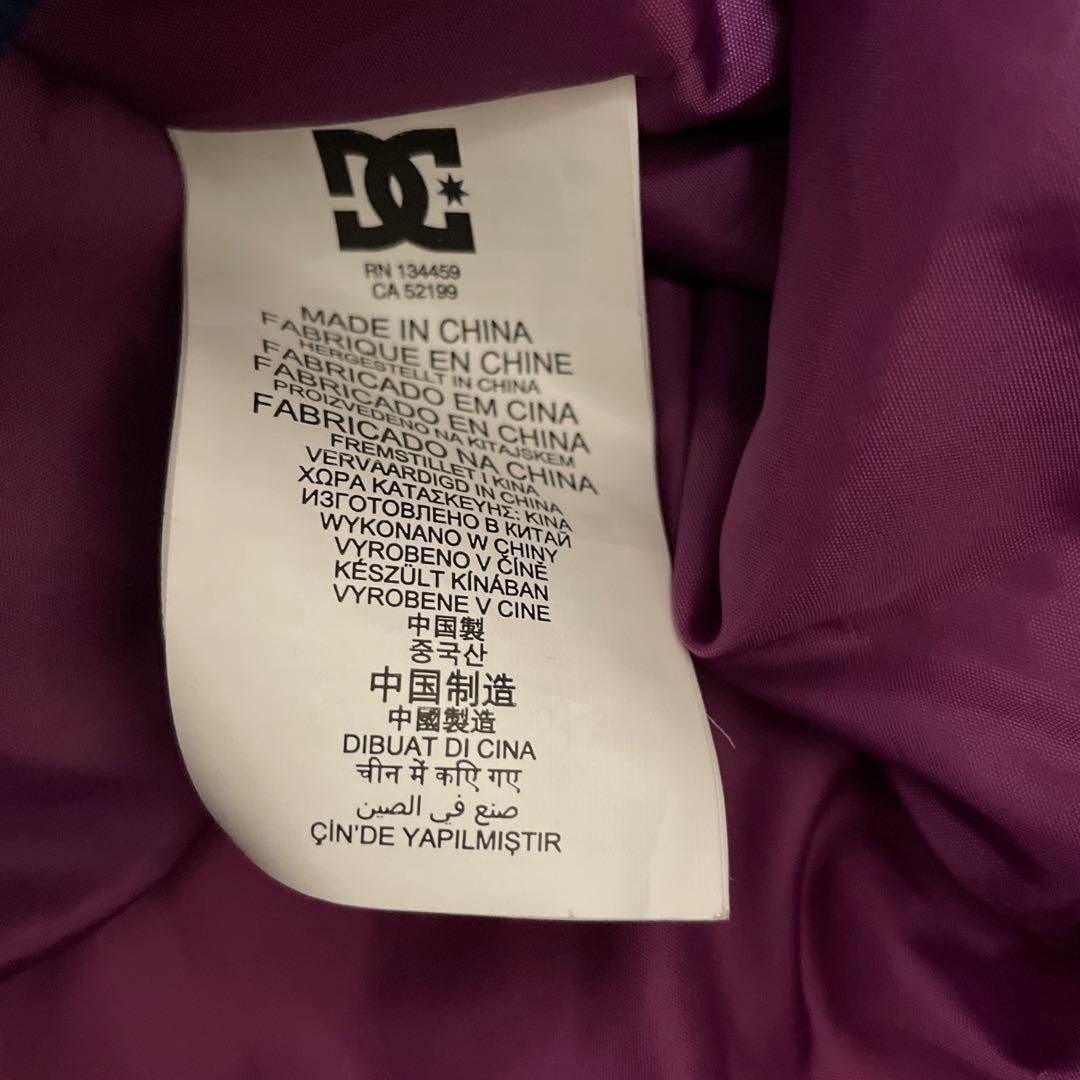 DC
RN 134459
CA 52199
MADE IN CHINA
FABRIQUE EN CHINE
HERGESTELLT IN CHINA
FABRICADO EM CINA
FABRICADO EN CHINA
PROIZVEDENO NA KITAJSKEM
FABRICADO NA CHINA
FREMSTILLET I KINA
VERVAARDIGD IN CHINA
ΧΩΡΑ ΚΑΤΑΣΚΕΥΗΣ: ΚΙΝΑ
ИЗГОТОВЛЕНО В КИТАЙ
WYKONANO W CHINY
VYROBENO V ČÍNĚ
KÉSZÜLT KÍNÁBAN
VYROBENE V CINE
中国製
중국산
中国制造
中國製造
DIBUAT DI CINA
चीन में कएि गए
صنع في الصين
ÇİN'DE YAPILMIŞTIR